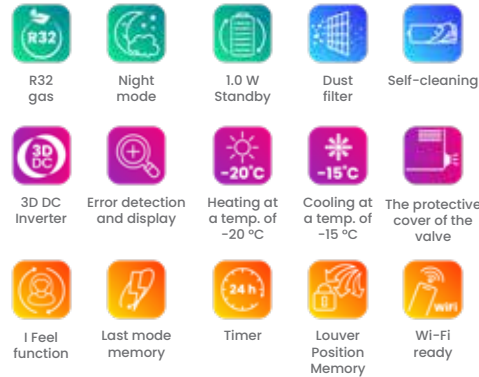 R32
R32
gas
Night
mode
1.0 W
Standby
Dust
filter
Self-cleaning
3D
DC
-20°C
-15°C
3D DC
Inverter
Error detection
and display
Heating at
a temp. of
-20 °C
Cooling at
a temp. of
-15 °C
The protective
cover of the
valve
24 h
WiFi
I Feel
function
Last mode
memory
Timer
Louver
Position
Memory
Wi-Fi
ready